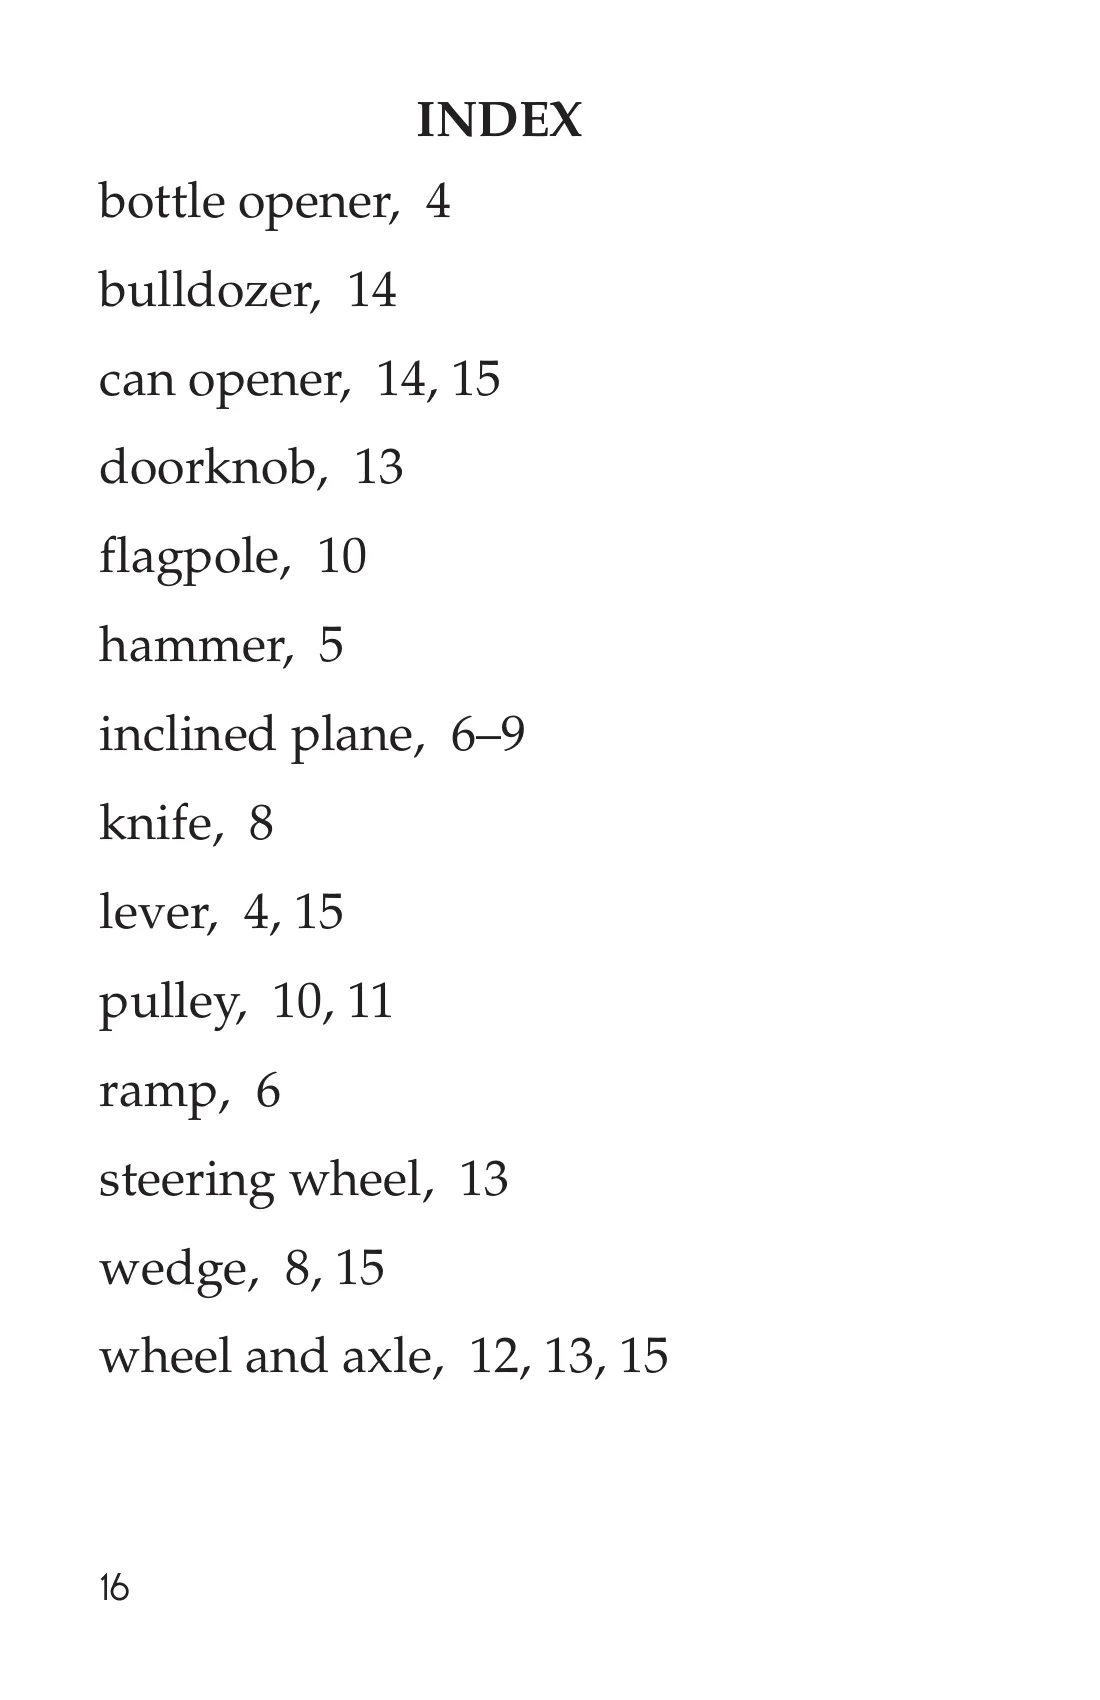 INDEX
bottle opener, 4
bulldozer, 14
can opener, 14, 15
doorknob, 13
flagpole, 10
hammer, 5
inclined plane, 6–9
knife, 8
lever, 4, 15
pulley, 10, 11
ramp, 6
steering wheel, 13
wedge, 8, 15
wheel and axle, 12, 13, 15
16